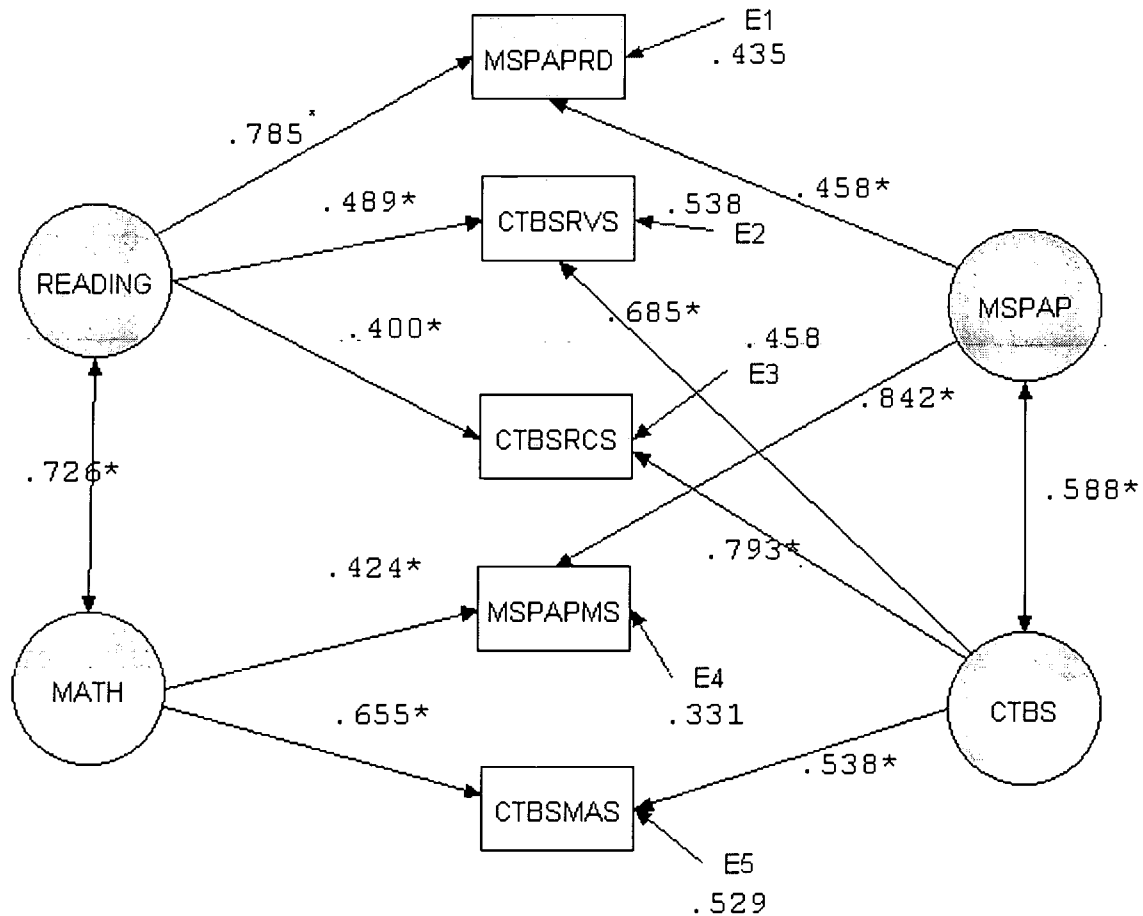 E1
.435
MSPAPRD
.785*
.458*
.489*
CTBSRVS
.538
E2
READING
MSPAP
.400*
.685*
.458
E3
.842*
CTBSRCS
.726*
.588*
.793*
.424*
MSPAPMS
MATH
E4
.331
CTBS
.655*
.538*
CTBSMAS
E5
.529